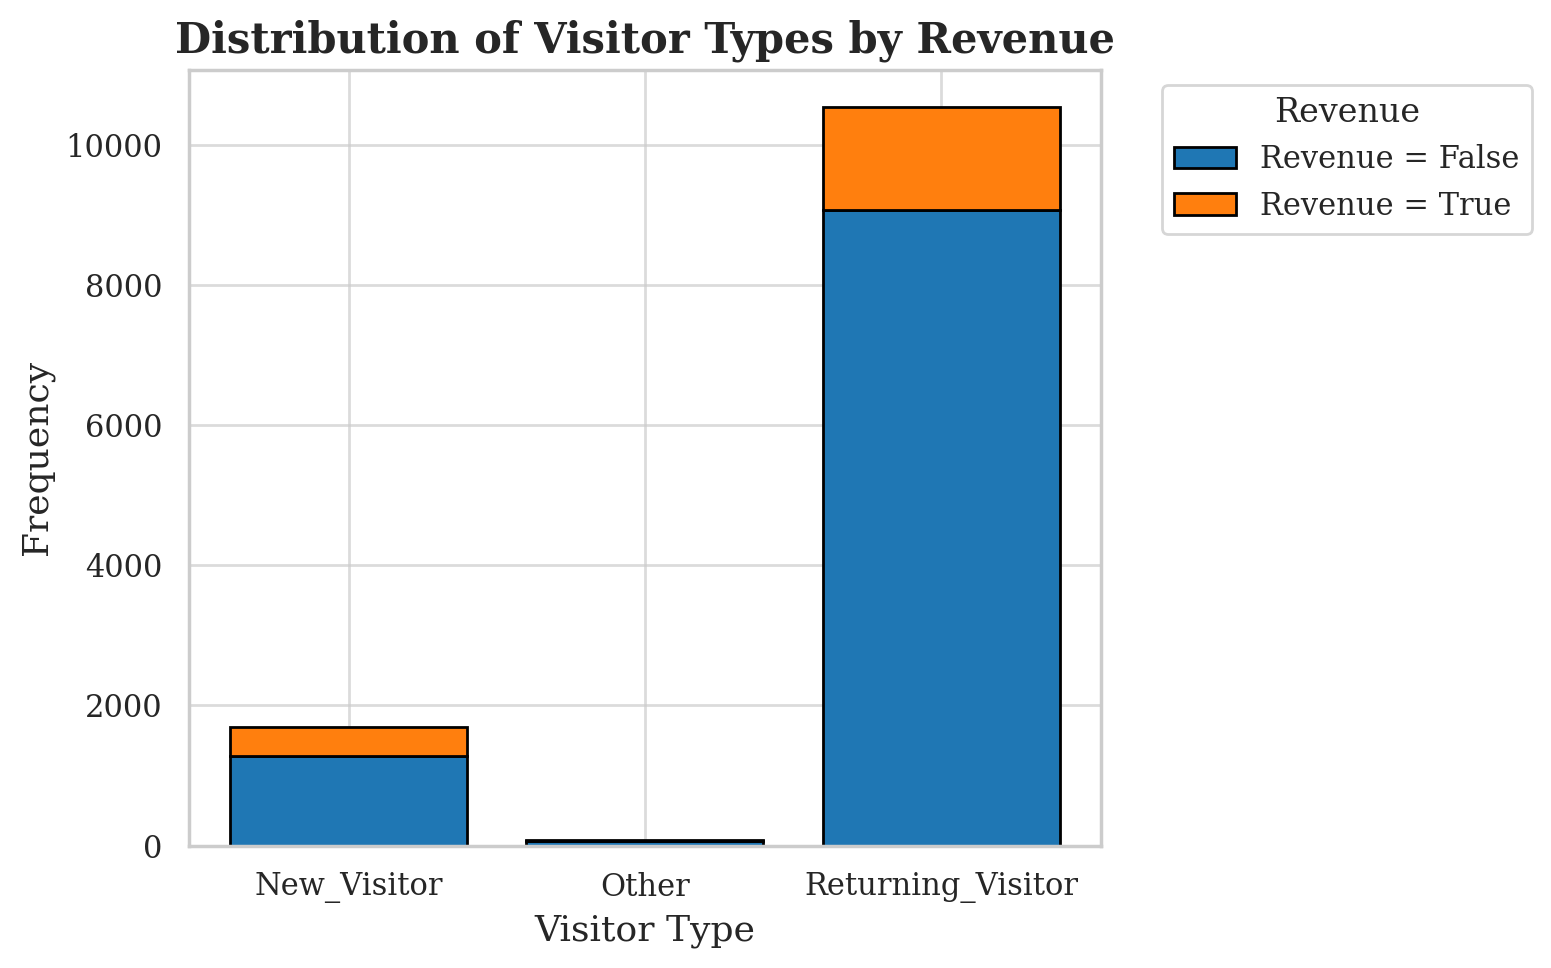 Distribution of Visitor Types by Revenue
Revenue
Revenue = False
Revenue = True
10000
8000
6000
4000
2000
0
Frequency
New_Visitor
Other
Returning_Visitor
Visitor Type